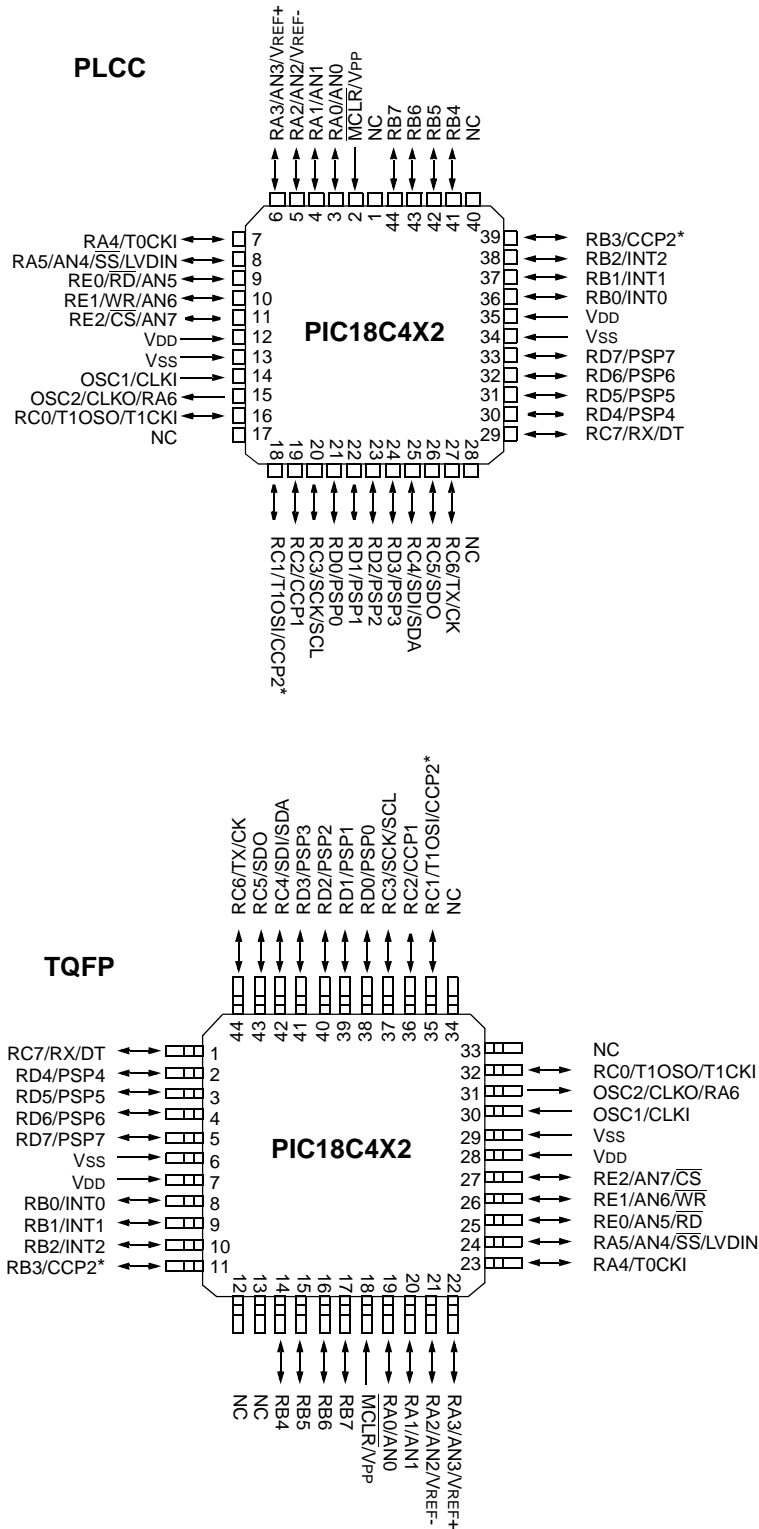 PLCC
RA3/AN3/VREF+
RA2/AN2/VREF-
RA1/AN1
RA0/AN0
MCLR/VPP
NC
RB7
RB6
RB5
RB4
NC
6
5
4
3
2
1
44
43
42
41
40
RA4/T0CKI
7
RA5/AN4/SS/LVDIN
8
RE0/RD/AN5
9
RE1/WR/AN6
10
RE2/CS/AN7
11
VDD
12
VSS
13
OSC1/CLKI
14
OSC2/CLKO/RA6
15
RC0/T1OSO/T1CKI
16
NC
17
PIC18C4X2
39
RB3/CCP2*
38
RB2/INT2
37
RB1/INT1
36
RB0/INT0
35
VDD
34
VSS
33
RD7/PSP7
32
RD6/PSP6
31
RD5/PSP5
30
RD4/PSP4
29
RC7/RX/DT
18
19
20
21
22
23
24
25
26
27
28
RC1/T1OSI/CCP2*
RC2/CCP1
RC3/SCK/SCL
RD0/PSP0
RD1/PSP1
RD2/PSP2
RD3/PSP3
RC4/SDI/SDA
RC5/SDO
RC6/TX/CK
NC
TQFP
RC6/TX/CK
RC5/SDO
RC4/SDI/SDA
RD3/PSP3
RD2/PSP2
RD1/PSP1
RD0/PSP0
RC3/SCK/SCL
RC2/CCP1
RC1/T1OSI/CCP2*
NC
44
43
42
41
40
39
38
37
36
35
34
RC7/RX/DT
1
RD4/PSP4
2
RD5/PSP5
3
RD6/PSP6
4
RD7/PSP7
5
VSS
6
VDD
7
RB0/INT0
8
RB1/INT1
9
RB2/INT2
10
RB3/CCP2*
11
PIC18C4X2
33
NC
32
RC0/T1OSO/T1CKI
31
OSC2/CLKO/RA6
30
OSC1/CLKI
29
VSS
28
VDD
27
RE2/AN7/CS
26
RE1/AN6/WR
25
RE0/AN5/RD
24
RA5/AN4/SS/LVDIN
23
RA4/T0CKI
12
13
14
15
16
17
18
19
20
21
22
NC
NC
RB4
RB5
RB6
RB7
MCLR/VPP
RA0/AN0
RA1/AN1
RA2/AN2/VREF-
RA3/AN3/VREF+